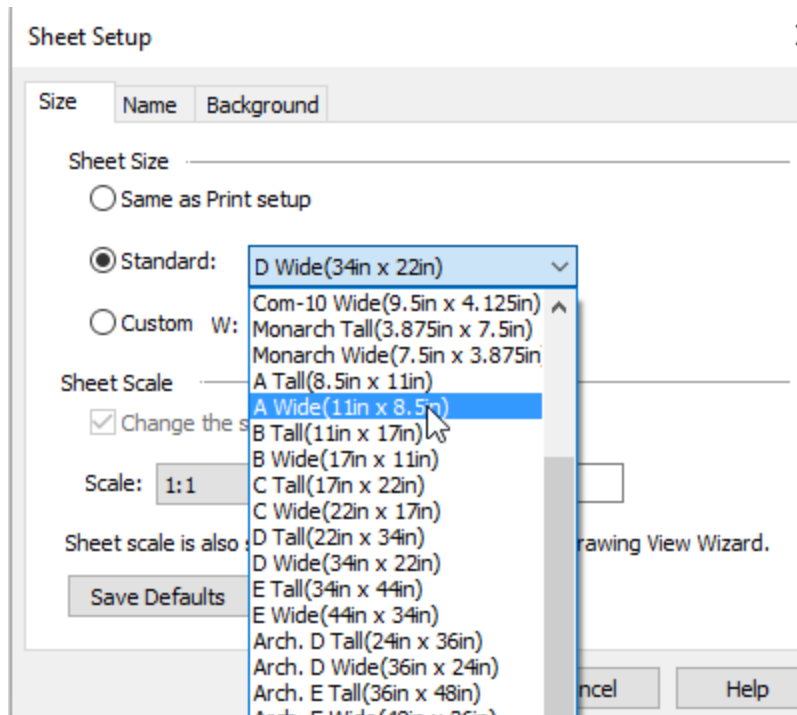 Sheet Setup
Size Name Background
Sheet Size
Same as Print setup
Standard: D Wide(34in x 22in)
Com-10 Wide(9.5in x 4.125in)
Custom W: Monarch Tall(3.875in x 7.5in)
Monarch Wide(7.5in x 3.875in
Sheet Scale A Tall(8.5in x 11in)
A Wide(11in x 8.5in)
Change the s B Tall(11in x 17in)
B Wide(17in x 11in)
Scale: 1:1 C Tall(17in x 22in)
C Wide(22in x 17in)
Sheet scale is also D Tall(22in x 34in) rawing View Wizard.
D Wide(34in x 22in)
Save Defaults E Tall(34in x 44in)
E Wide(44in x 34in)
Arch. D Tall(24in x 36in)
Arch. D Wide(36in x 24in)
Arch. E Tall(36in x 48in) ncel Help